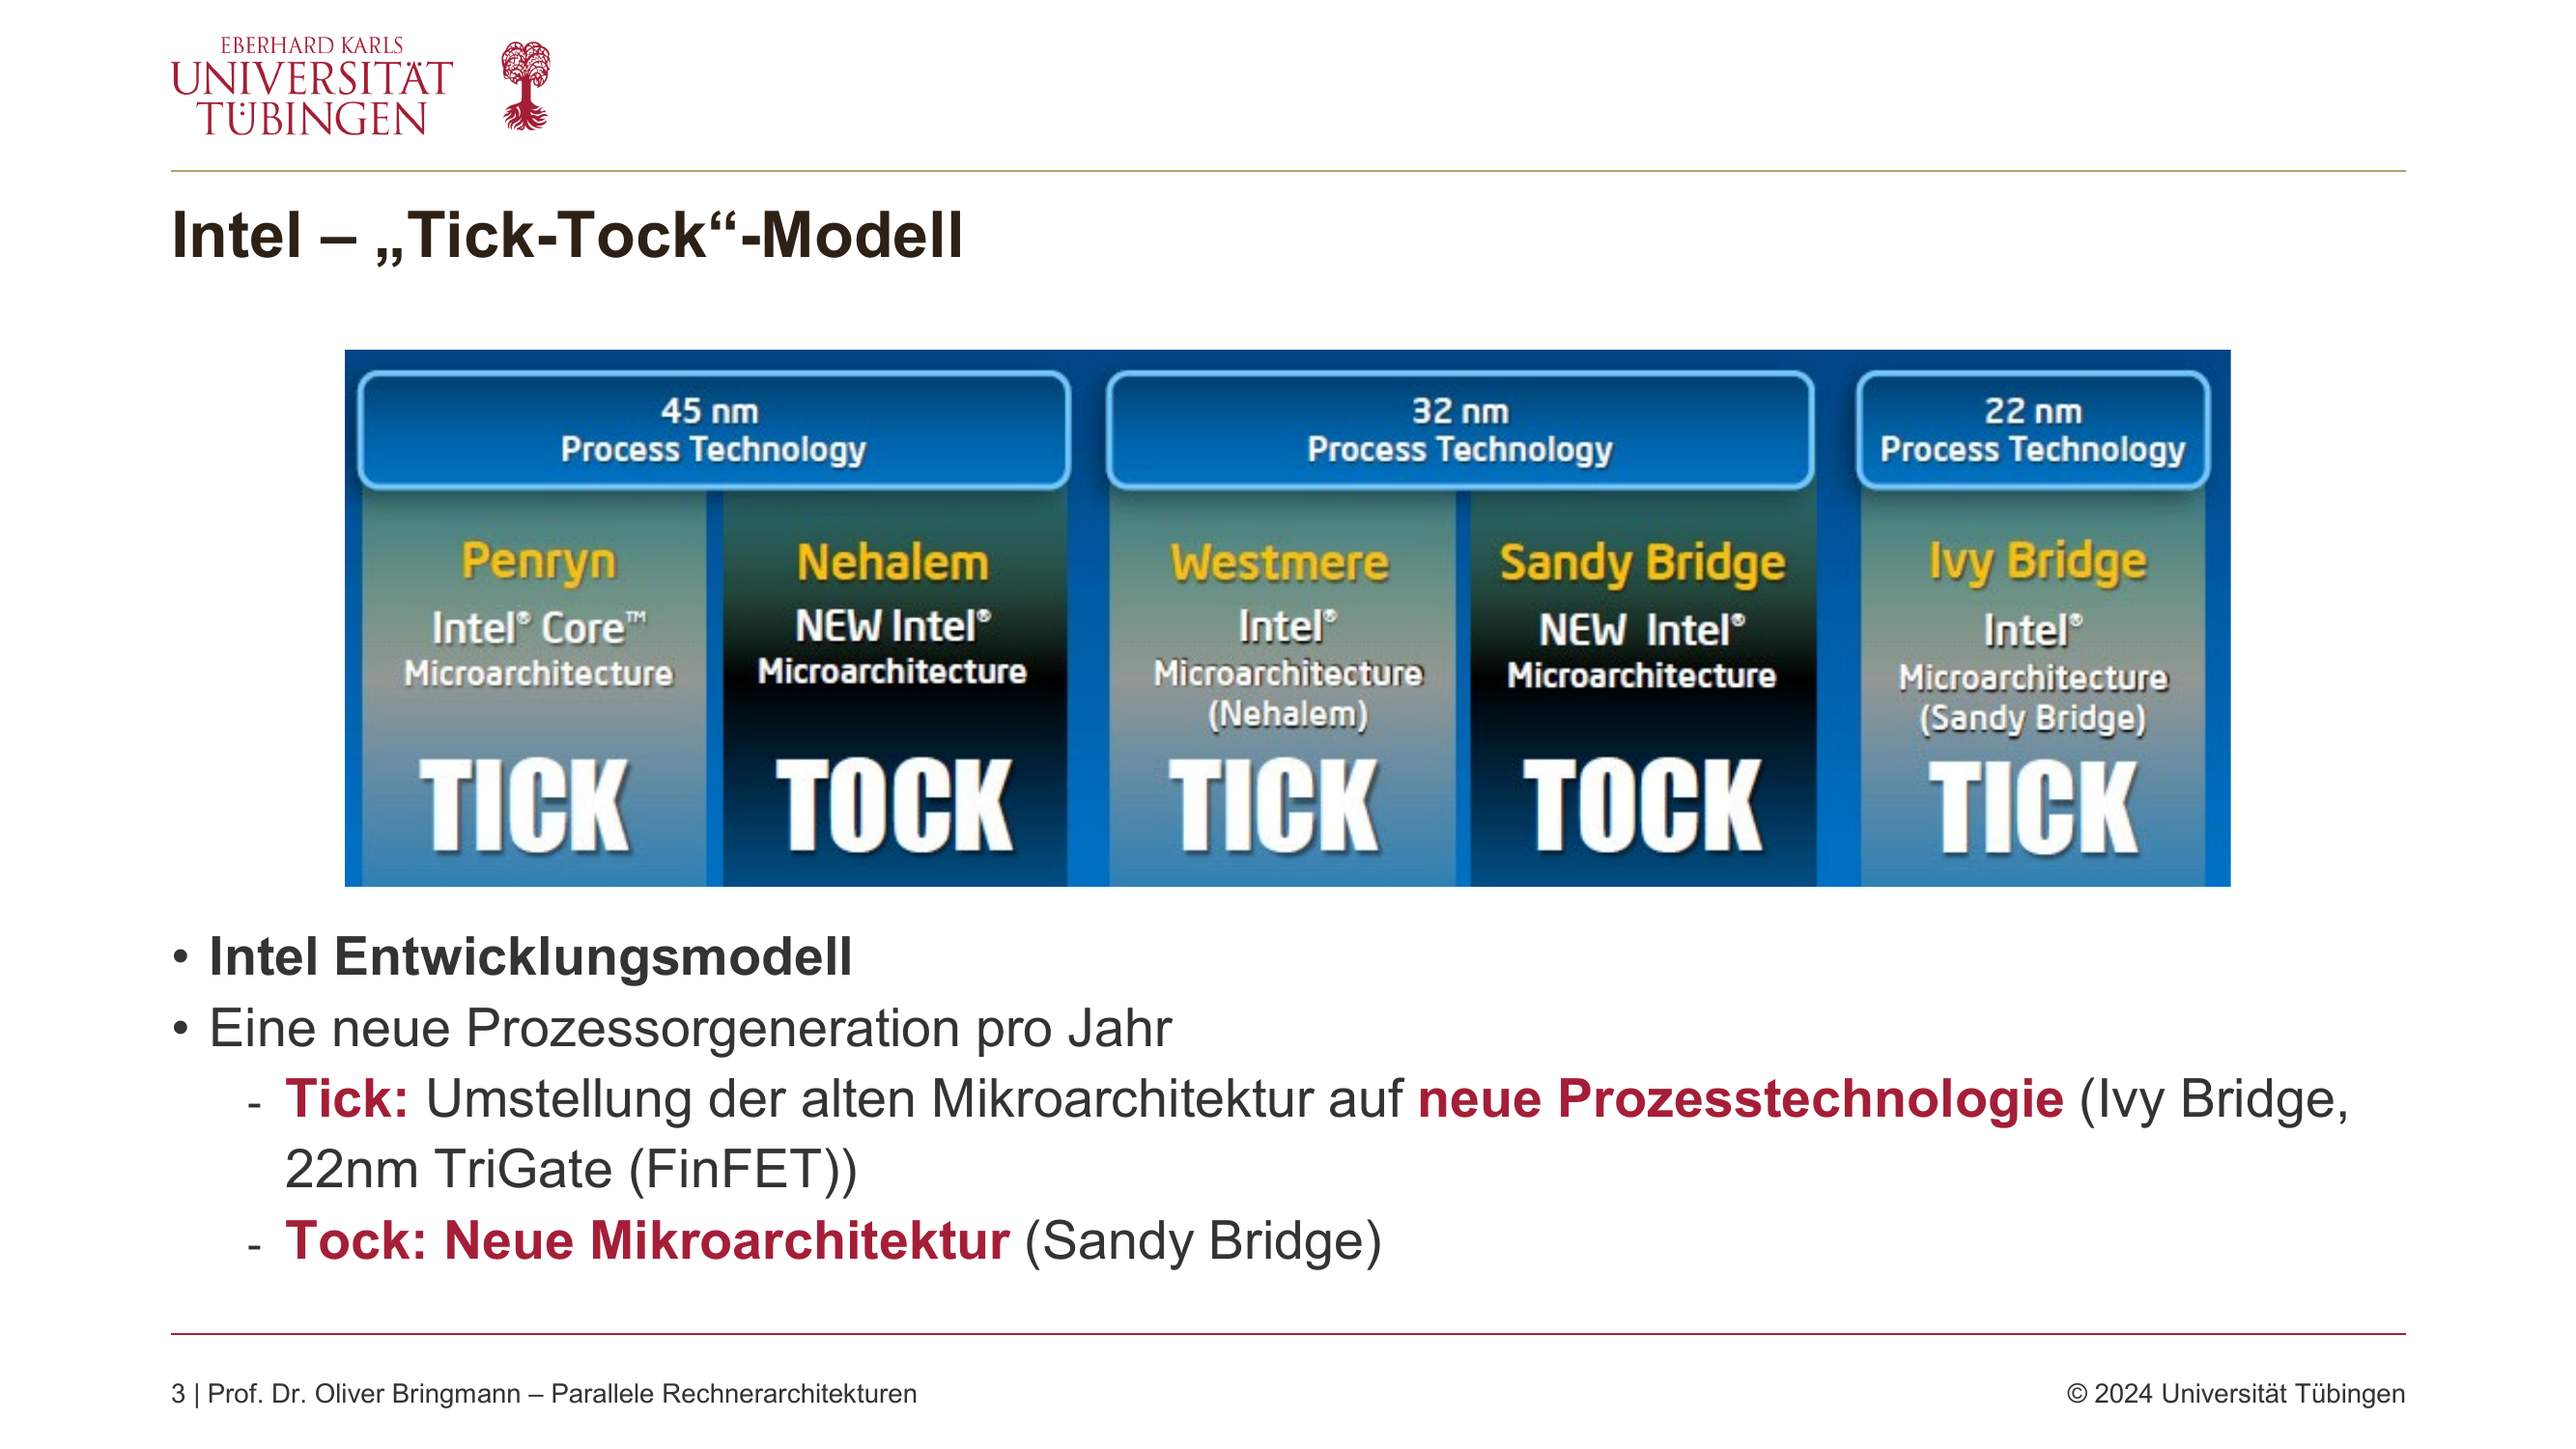 EBERHARD KARLS
UNIVERSITÄT
TÜBINGEN
Intel – „Tick-Tock“-Modell
45 nm
Process Technology
32 nm
Process Technology
22 nm
Process Technology
Penryn
Intel® Core™
Microarchitecture
TICK
Nehalem
NEW Intel®
Microarchitecture
TOCK
Westmere
Intel®
Microarchitecture
(Nehalem)
TICK
Sandy Bridge
NEW Intel®
Microarchitecture
TOCK
Ivy Bridge
Intel®
Microarchitecture
(Sandy Bridge)
TICK
• Intel Entwicklungsmodell
• Eine neue Prozessorgeneration pro Jahr
- Tick: Umstellung der alten Mikroarchitektur auf neue Prozesstechnologie (Ivy Bridge,
22nm TriGate (FinFET))
- Tock: Neue Mikroarchitektur (Sandy Bridge)
3 | Prof. Dr. Oliver Bringmann – Parallele Rechnerarchitekturen
© 2024 Universität Tübingen